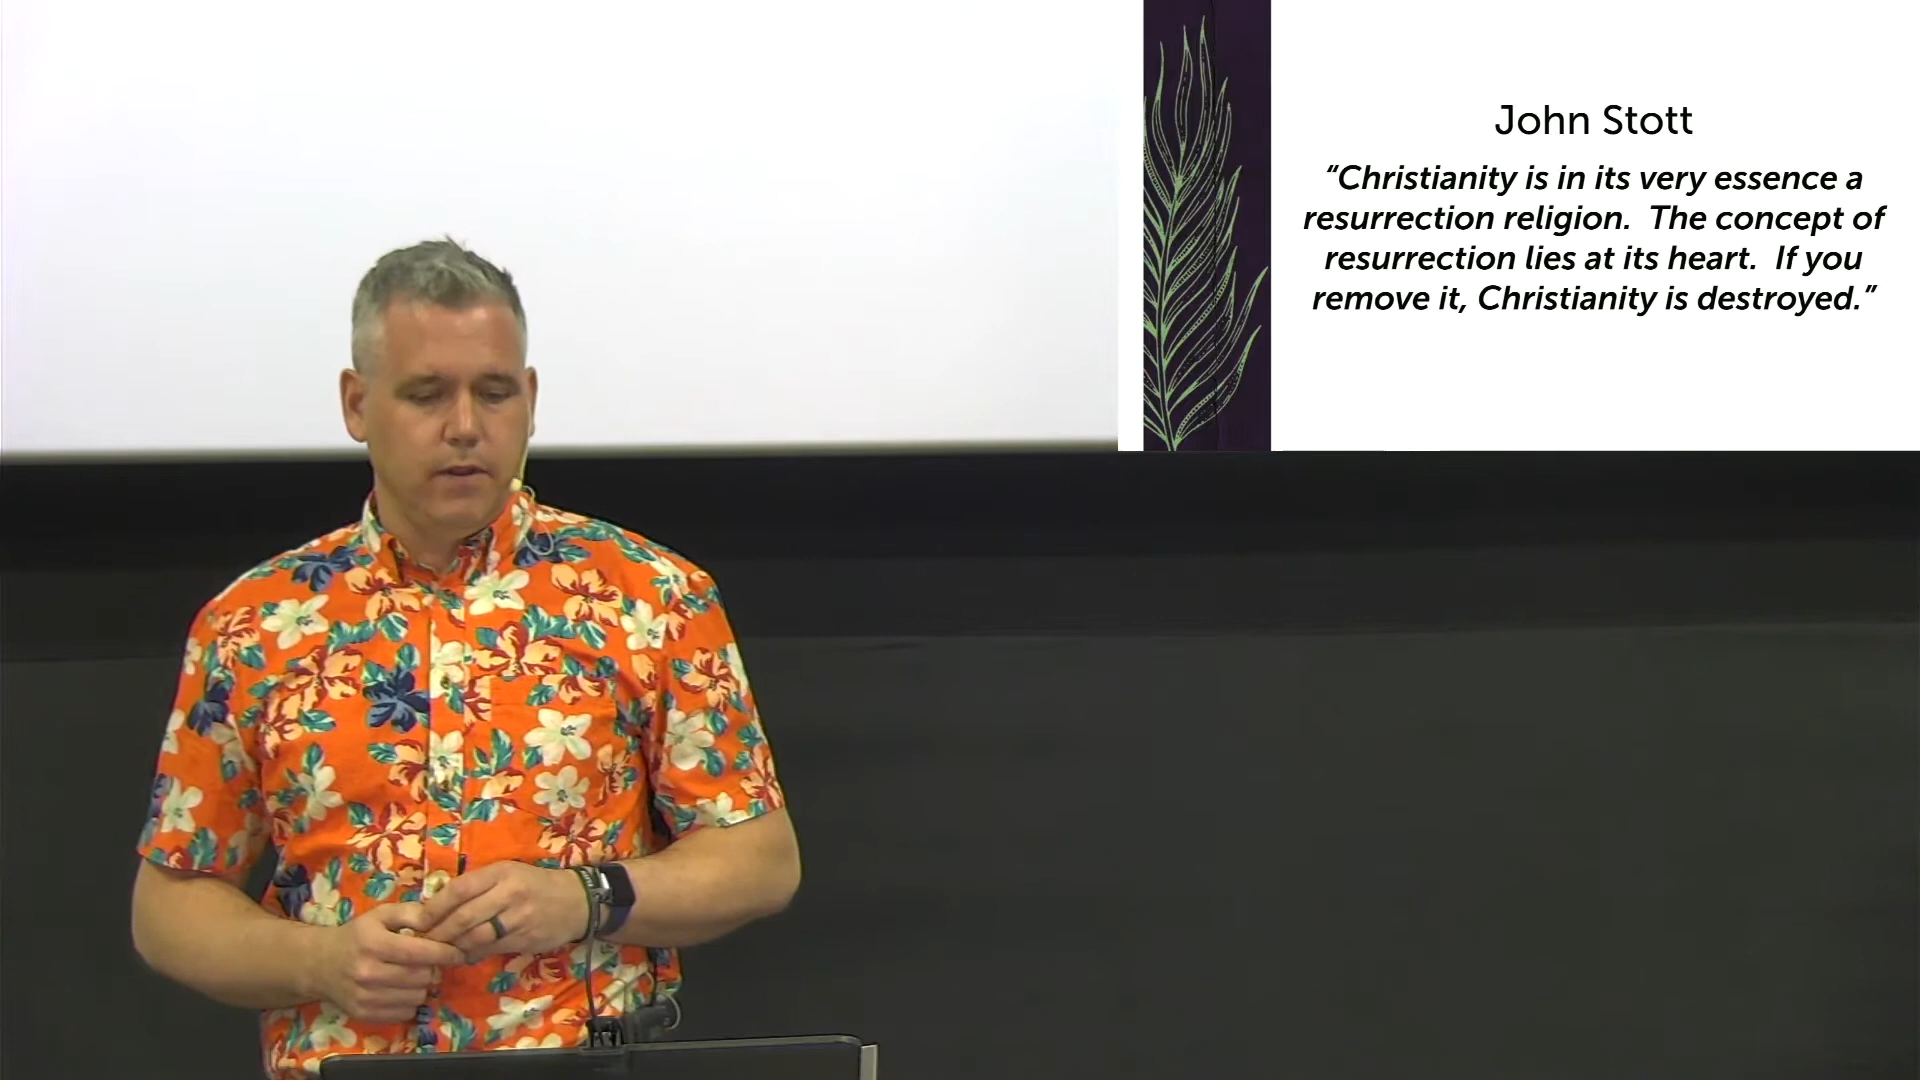 John Stott
“Christianity is in its very essence a
resurrection religion.  The concept of
resurrection lies at its heart.  If you
remove it, Christianity is destroyed.”